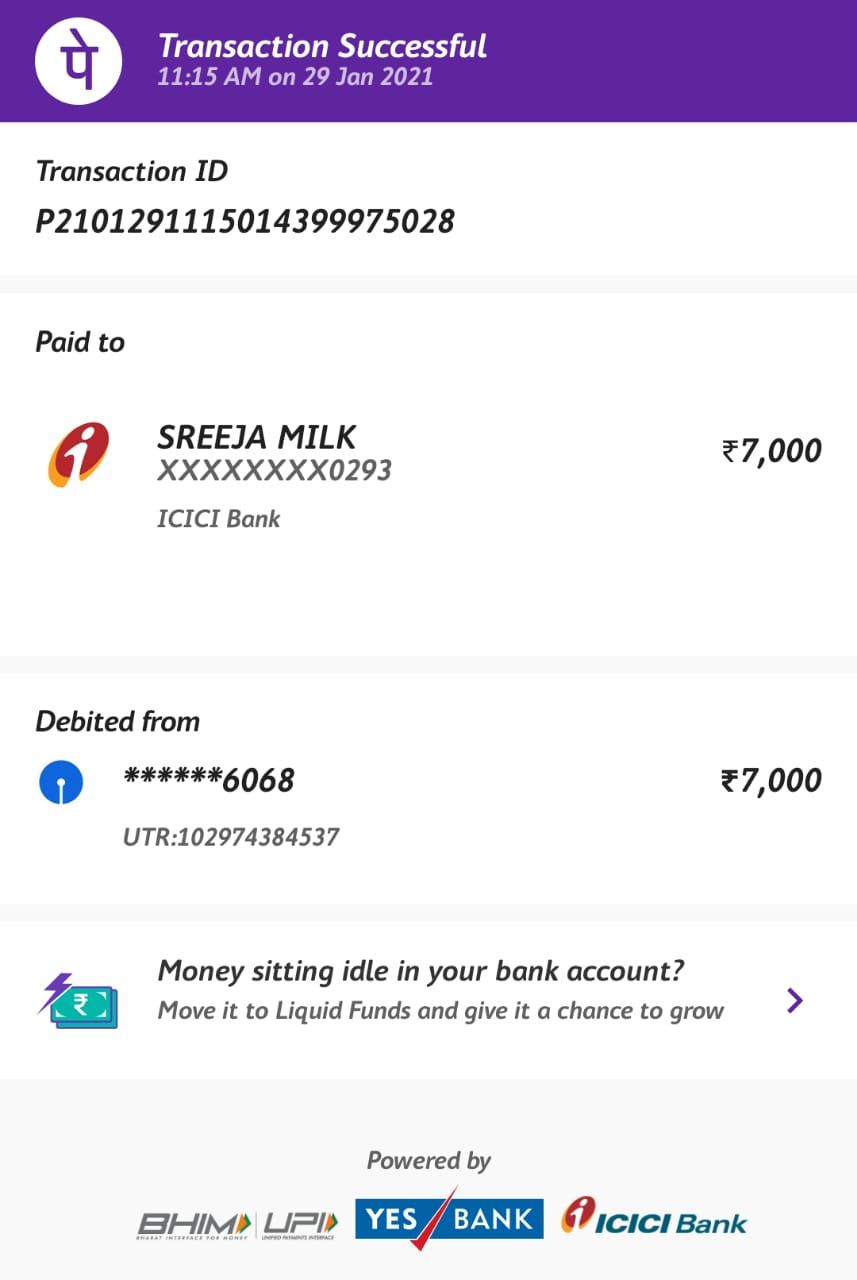 पे
Transaction Successful
11:15 AM on 29 Jan 2021
Transaction ID
P2101291115014399975028
Paid to
SREEJA MILK
XXXXXXXX0293
₹7,000
ICICI Bank
Debited from
******6068
₹7,000
UTR:102974384537
Money sitting idle in your bank account?
₹
Move it to Liquid Funds and give it a chance to grow
Powered by
BHIM UPI YES BANK ICICI Bank
BHARAT INTERFACE FOR MONEY UNIFIED PAYMENTS INTERFACE